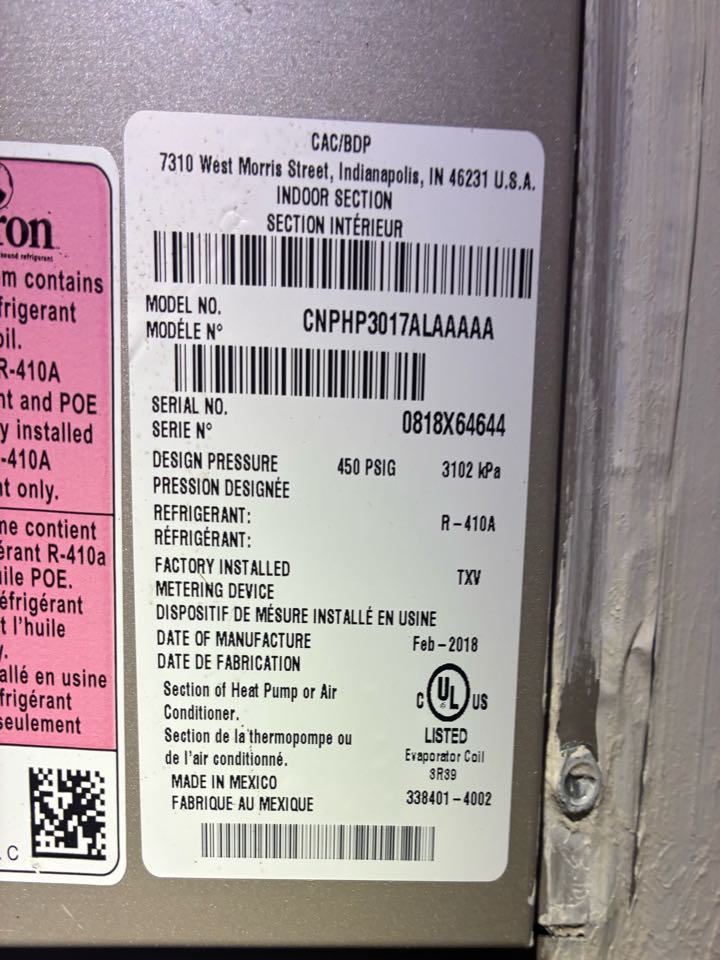 CAC/BDP
7310 West Morris Street, Indianapolis, IN 46231 U.S.A.
INDOOR SECTION
SECTION INTÉRIEUR
MODEL NO.
MODÉLE N° CNPHP3017ALAAAAA
SERIAL NO.
SERIE N° 0818X64644
DESIGN PRESSURE 450 PSIG 3102 kPa
PRESSION DESIGNÉE
REFRIGERANT:
RÉFRIGÉRANT: R-410A
FACTORY INSTALLED
METERING DEVICE TXV
DISPOSITIF DE MÉSURE INSTALLÉ EN USINE
DATE OF MANUFACTURE Feb-2018
DATE DE FABRICATION
Section of Heat Pump or Air
Conditioner.
Section de la thermopompe ou
de l'air conditionné.
MADE IN MEXICO
FABRIQUE AU MEXIQUE
C UL US
LISTED
Evaporator Coil
3R39
338401-4002
ron
m contains
frigerant
oil.
R-410A
nt and POE
y installed
-410A
t only.
ne contient
érant R-410a
uile POE.
éfrigérant
t l'huile
y.
allé en usine
frigérant
seulement
C